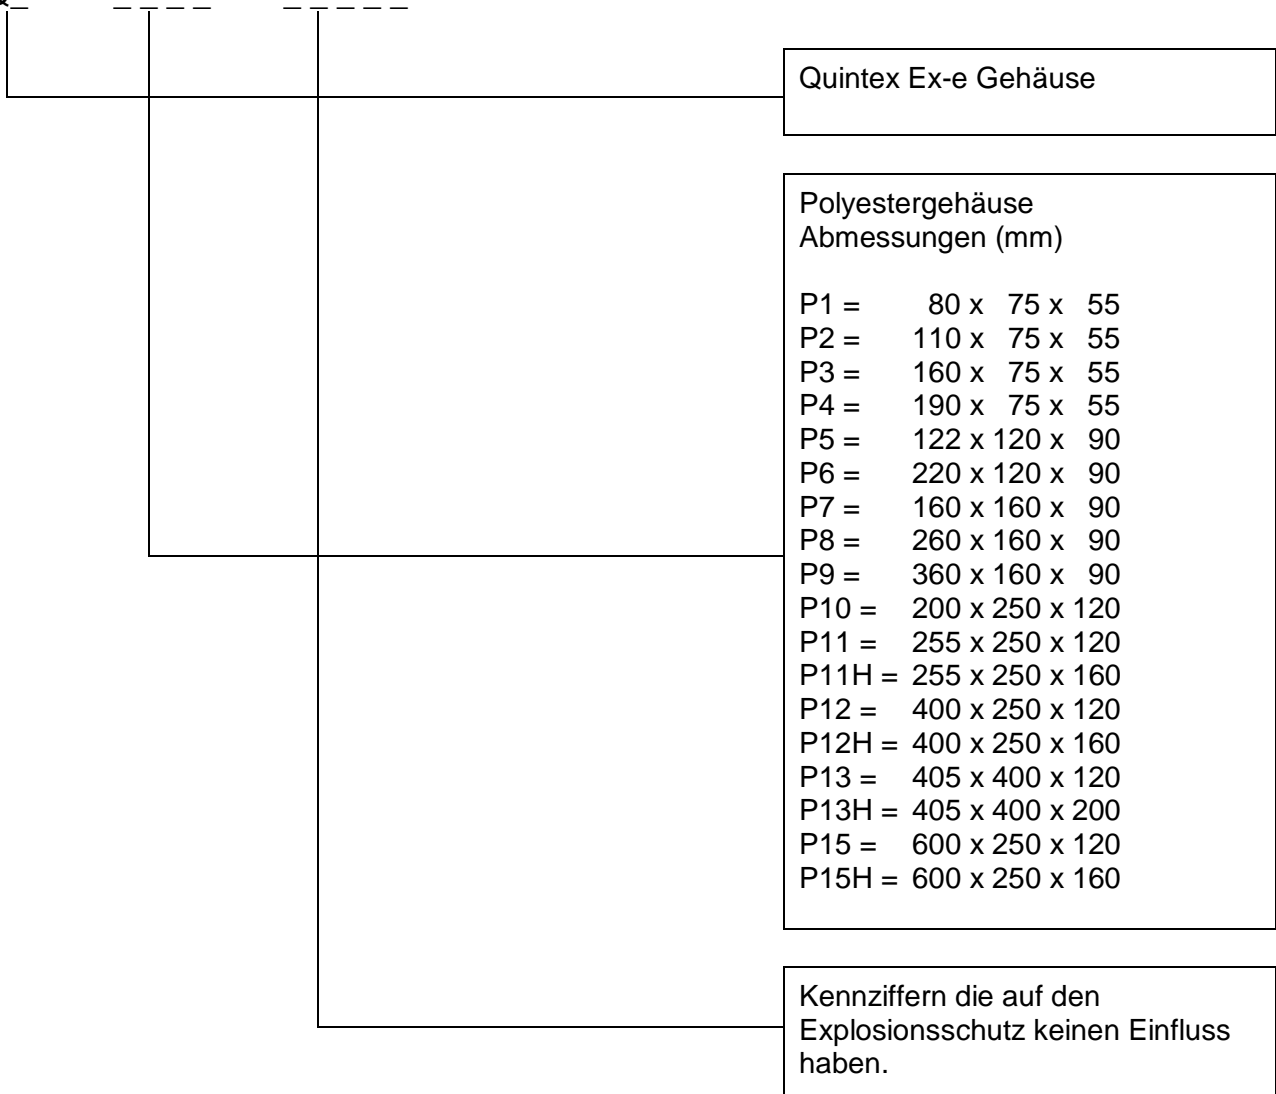 _ _ _ _ _ _ _ _ _ _
Quintex Ex-e Gehäuse
Polyestergehäuse
Abmessungen (mm)
P1 = 80 x 75 x 55
P2 = 110 x 75 x 55
P3 = 160 x 75 x 55
P4 = 190 x 75 x 55
P5 = 122 x 120 x 90
P6 = 220 x 120 x 90
P7 = 160 x 160 x 90
P8 = 260 x 160 x 90
P9 = 360 x 160 x 90
P10 = 200 x 250 x 120
P11 = 255 x 250 x 120
P11H = 255 x 250 x 160
P12 = 400 x 250 x 120
P12H = 400 x 250 x 160
P13 = 405 x 400 x 120
P13H = 405 x 400 x 200
P15 = 600 x 250 x 120
P15H = 600 x 250 x 160
Kennziffern die auf den
Explosionsschutz keinen Einfluss
haben.